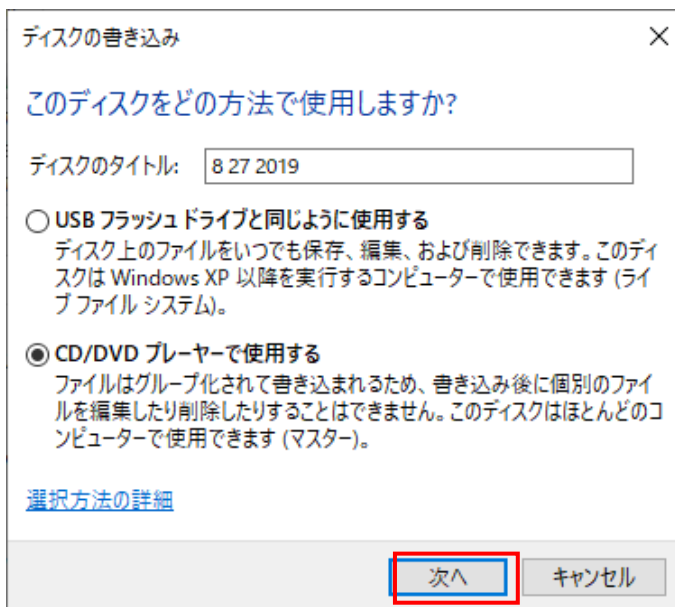 ディスクの書き込み
このディスクをどの方法で使用しますか?
ディスクのタイトル: 8 27 2019
USB フラッシュ ドライブと同じように使用する
ディスク上のファイルをいつでも保存、編集、および削除できます。このディ
スクは Windows XP 以降を実行するコンピューターで使用できます (ライ
ブ ファイル システム)。
CD/DVD プレーヤーで使用する
ファイルはグループ化されて書き込まれるため、書き込み後に個別のファイ
ルを編集したり削除したりすることはできません。このディスクはほとんどのコ
ンピューターで使用できます (マスター)。
選択方法の詳細
次へ キャンセル